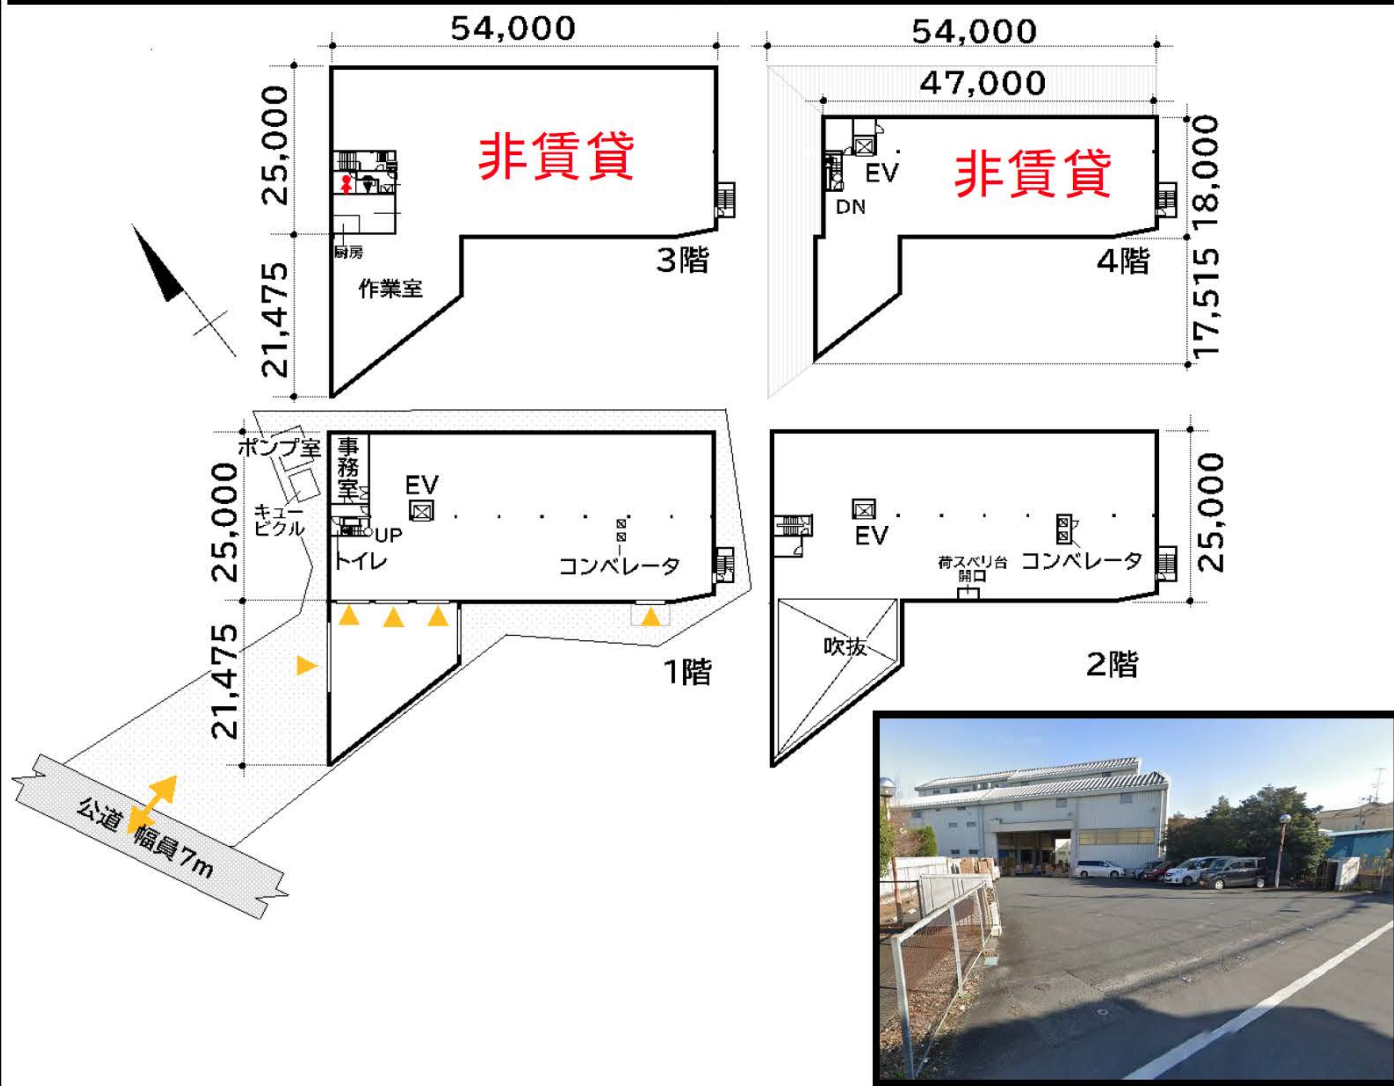 54,000
25,000
21,475
非賃貸
厨房
作業室
3階
54,000
47,000
18,000
17,515
非賃貸
EV
DN
4階
ポンプ室
キュービクル
25,000
21,475
事務室
EV
UP
トイレ
コンベレータ
1階
公道 幅員7m
25,000
EV
荷スベリ台
開口
コンベレータ
吹抜
2階